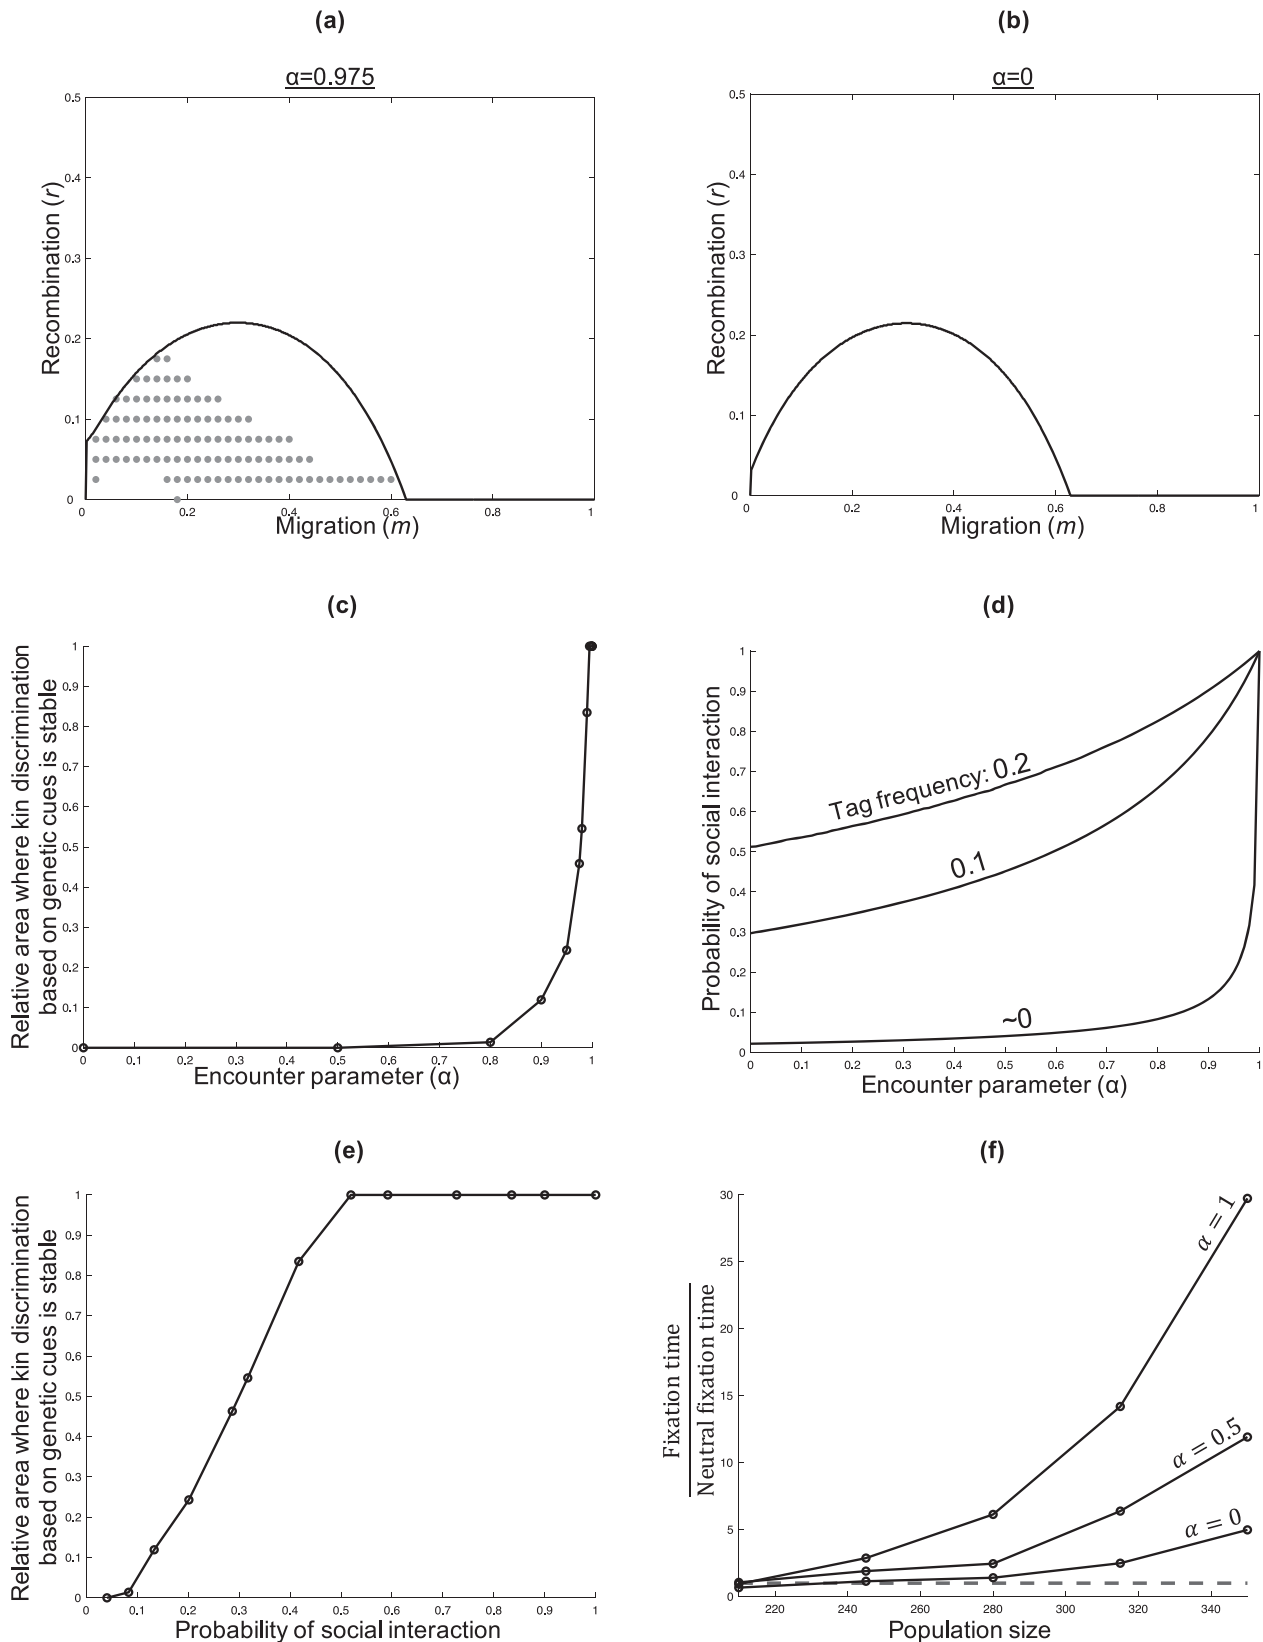 (a)
α=0.975
0.5
0.4
0.3
0.2
0.1
0
Recombination (r)
0 0.2 0.4 0.6 0.8 1
Migration (m)
(b)
α=0
0.5
0.4
0.3
0.2
0.1
0
Recombination (r)
0 0.2 0.4 0.6 0.8 1
Migration (m)
(c)
1
0.9
0.8
0.7
0.6
0.5
0.4
0.3
0.2
0.1
0
Relative area where kin discrimination
based on genetic cues is stable
0 0.1 0.2 0.3 0.4 0.5 0.6 0.7 0.8 0.9 1
Encounter parameter (α)
(d)
1
0.9
0.8
0.7
0.6
0.5
0.4
0.3
0.2
0.1
0
Probability of social interaction
Tag frequency: 0.2
0.1
~0
0 0.1 0.2 0.3 0.4 0.5 0.6 0.7 0.8 0.9 1
Encounter parameter (α)
(e)
1
0.9
0.8
0.7
0.6
0.5
0.4
0.3
0.2
0.1
0
Relative area where kin discrimination
based on genetic cues is stable
0 0.1 0.2 0.3 0.4 0.5 0.6 0.7 0.8 0.9 1
Probability of social interaction
(f)
30
25
20
15
10
5
0
Fixation time
Neutral fixation time
α = 1
α = 0.5
α = 0
220 240 260 280 300 320 340
Population size